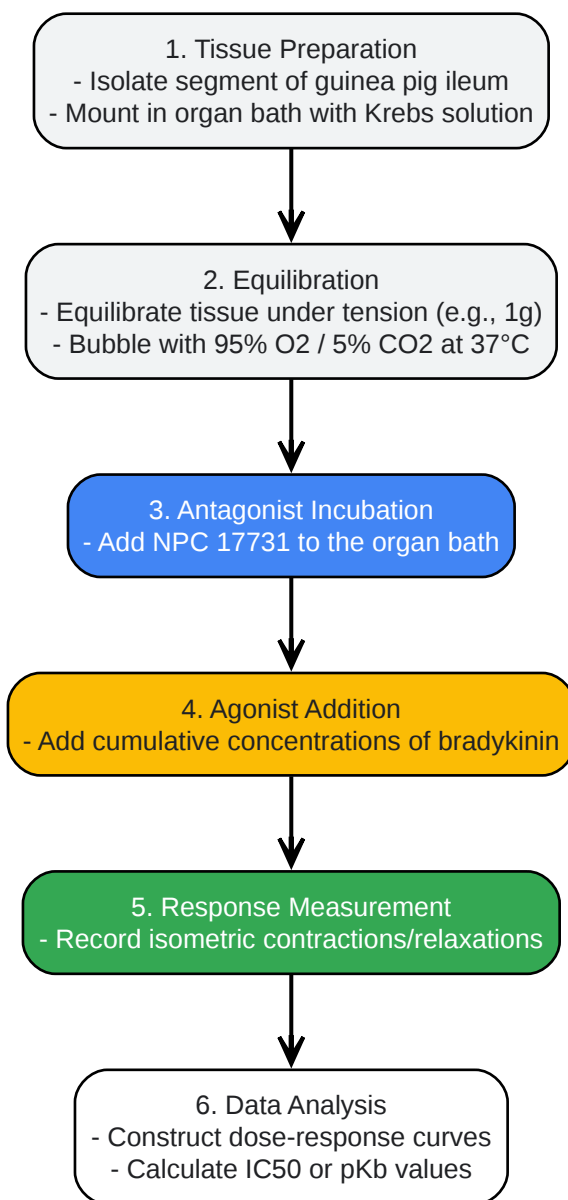 1. Tissue Preparation
- Isolate segment of guinea pig ileum
- Mount in organ bath with Krebs solution
2. Equilibration
- Equilibrate tissue under tension (e.g., 1g)
- Bubble with 95% O2 / 5% CO2 at 37°C
3. Antagonist Incubation
- Add NPC 17731 to the organ bath
4. Agonist Addition
- Add cumulative concentrations of bradykinin
5. Response Measurement
- Record isometric contractions/relaxations
6. Data Analysis
- Construct dose-response curves
- Calculate IC50 or pKb values